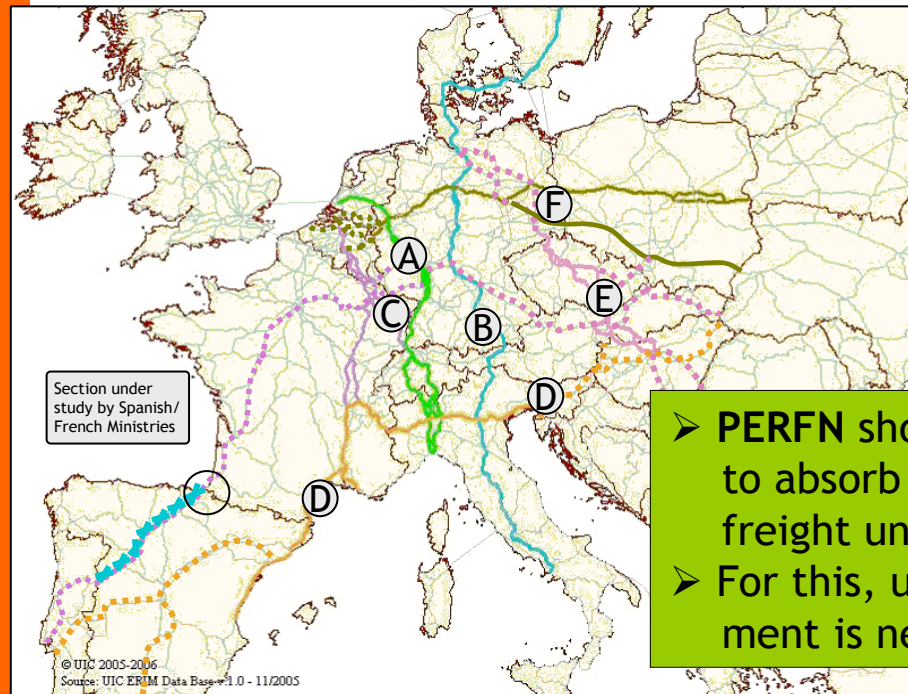 F
A
E
C
B
Section under
study by Spanish/
French Ministries
D
D
➢ PERFN sho
to absorb
freight un
➢ For this, u
ment is ne
© UIC 2005-2006
Source: UIC ERIM Data Base v.1.0 - 11/2005